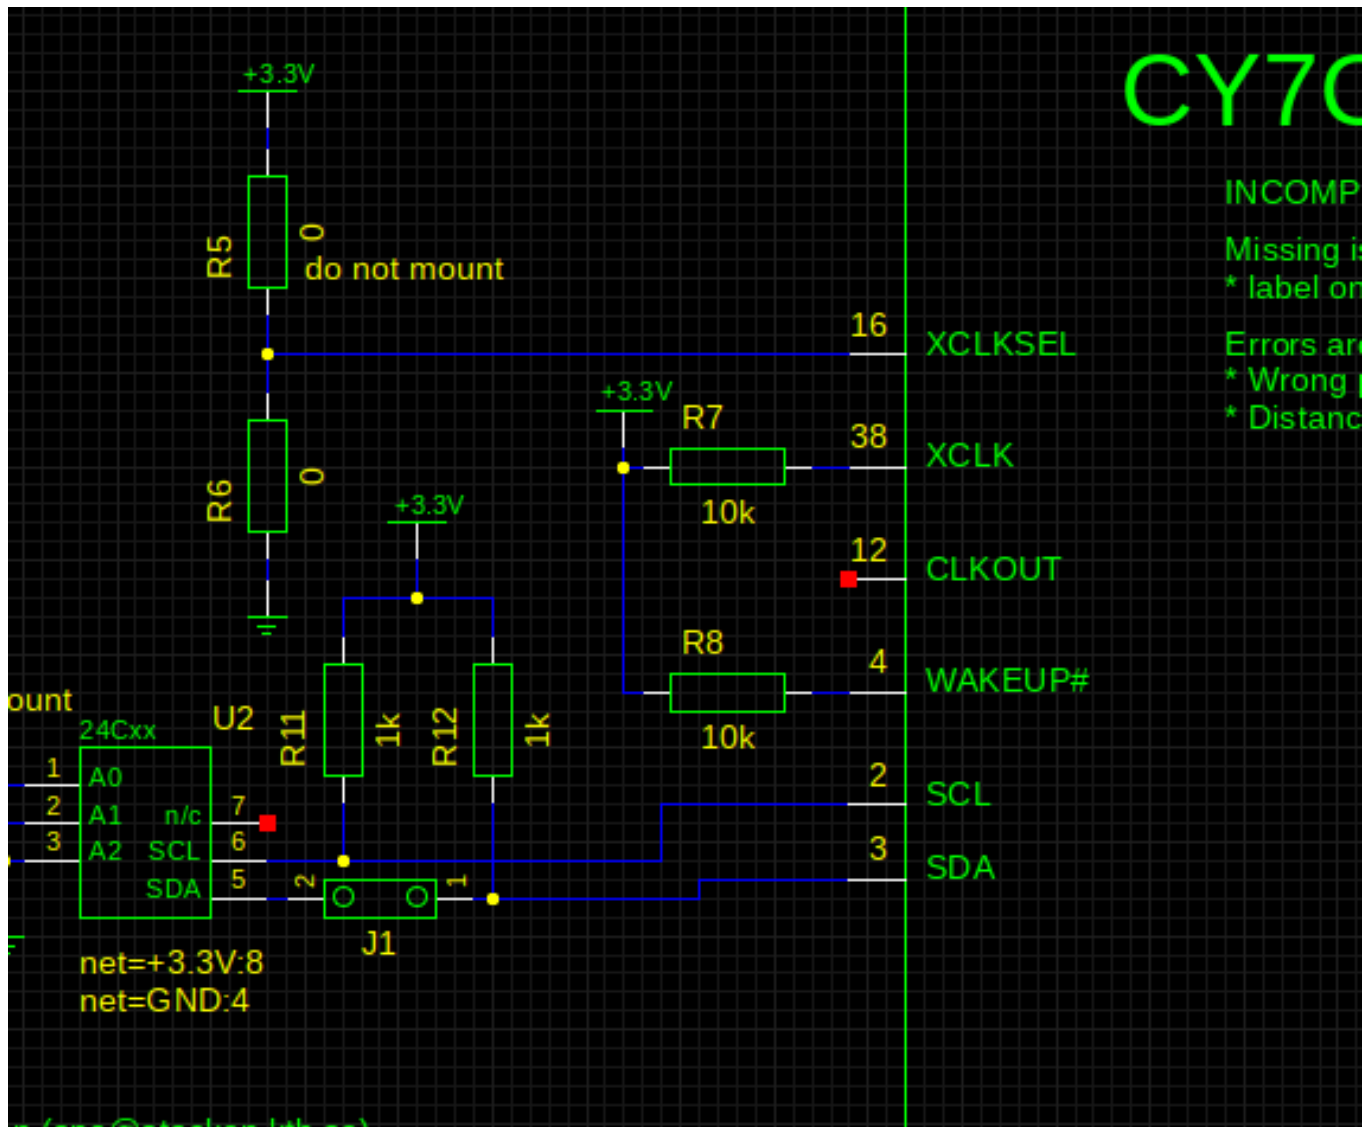 +3.3V
CY7C
INCOMP
R5
0
do not mount
Missing is
* label on
16
XCLKSEL
Errors are
* Wrong p
* Distanc
+3.3V
R7
38
XCLK
10k
R6
0
+3.3V
12
CLKOUT
R8
4
WAKEUP#
10k
ount
24Cxx
U2
R11
1k
R12
1k
1
A0
2
A1
n/c
7
3
A2
SCL
6
SDA
5
2
1
J1
2
SCL
3
SDA
net=+3.3V:8
net=GND:4